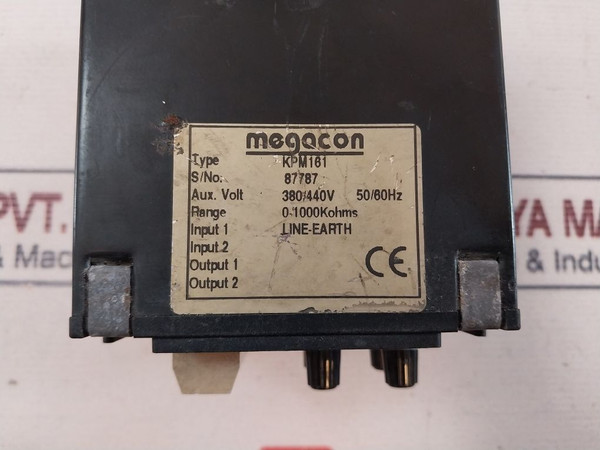 megacon
Type KPM161
S/No: 87787
Aux. Volt 380/440V 50/60Hz
Range 0-1000Kohms
Input 1 LINE-EARTH
Input 2
Output 1
Output 2
CE
PVT.
& Mac
YA MA
& Indu